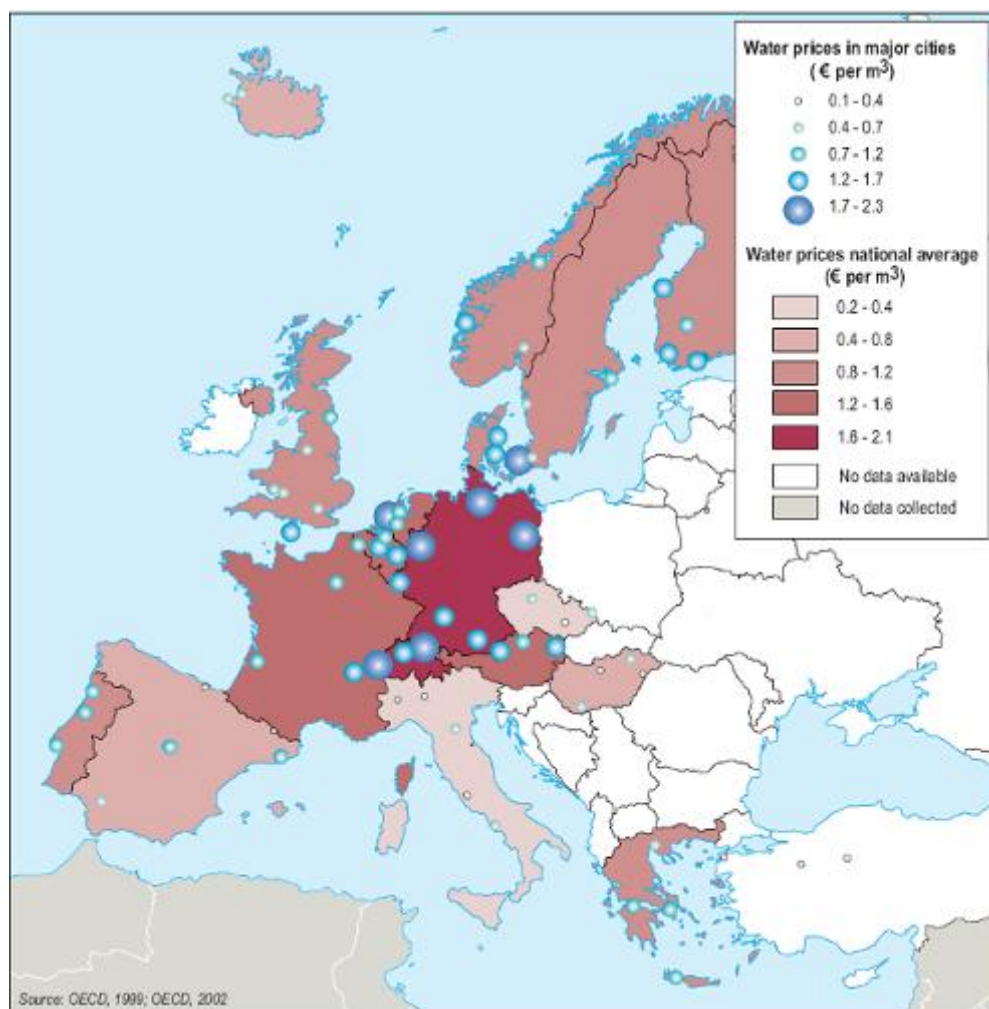 Water prices in major cities
( € per m3)
0.1 - 0.4
0.4 - 0.7
0.7 - 1.2
1.2 - 1.7
1.7 - 2.3
Water prices national average
(€ per m3)
0.2 - 0.4
0.4 - 0.8
0.8 - 1.2
1.2 - 1.6
1.6 - 2.1
No data available
No data collected
Source: OECD, 1999; OECD, 2002